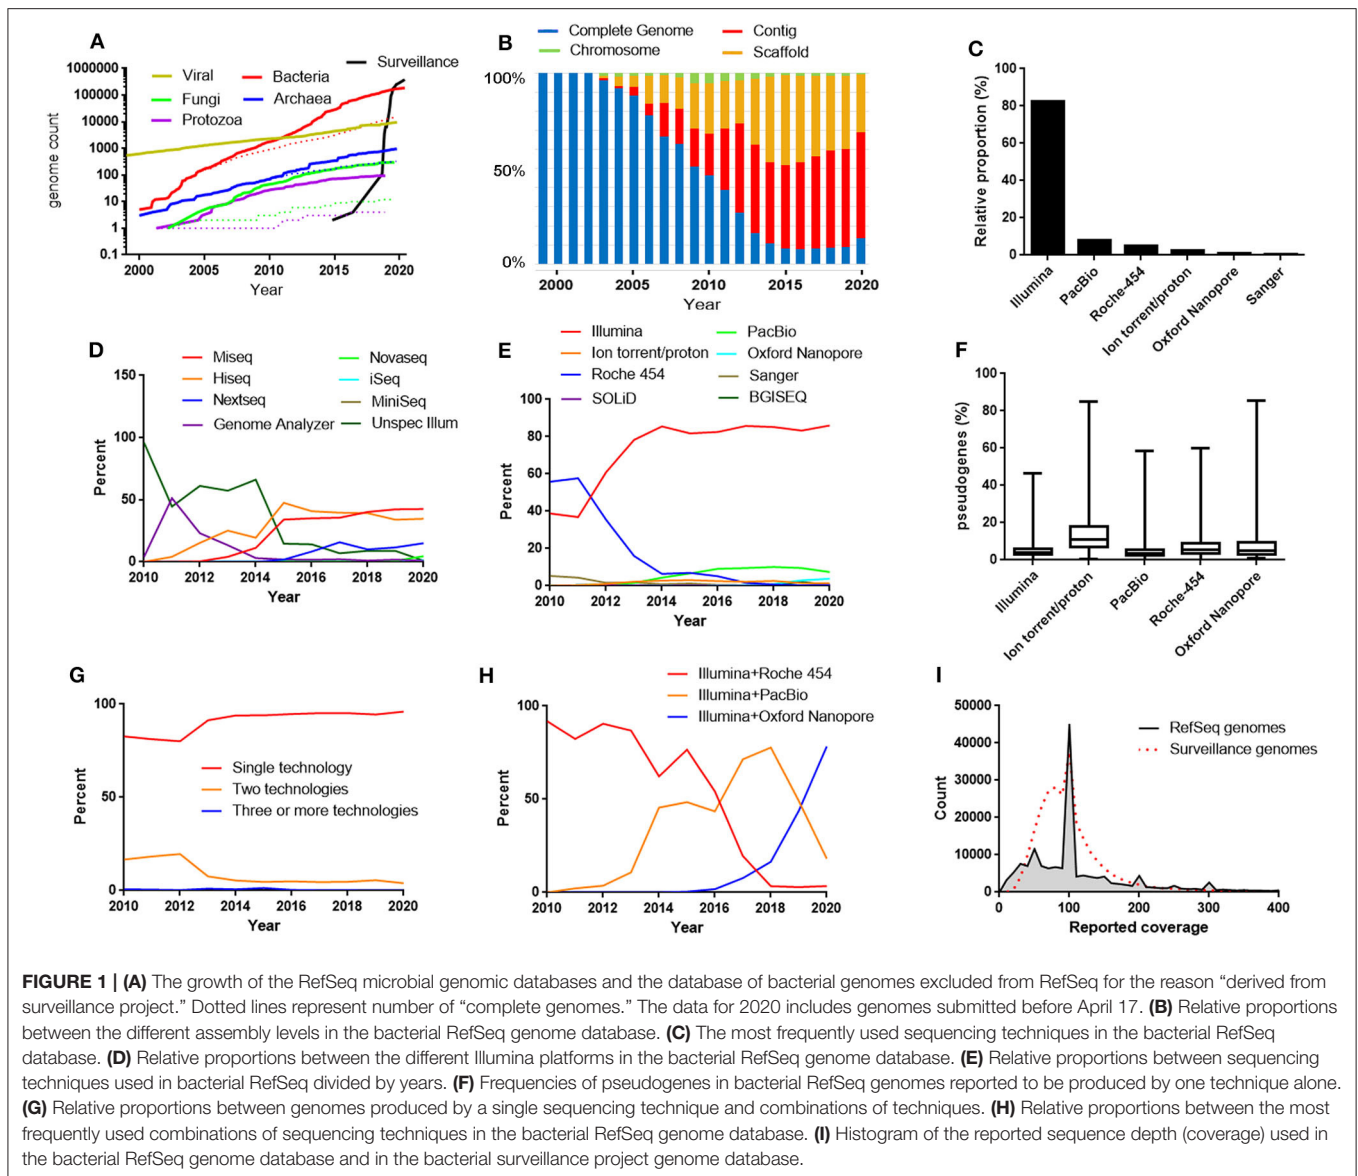 A
Viral
Fungi
Protozoa
Bacteria
Archaea
Surveillance
genome count
1000000
100000
10000
1000
100
10
1
0.1
2000
2005
2010
2015
2020
Year
B
Complete Genome
Chromosome
Contig
Scaffold
100%
50%
0%
2000
2005
2010
2015
2020
Year
C
Relative proportion (%)
100
80
60
40
20
0
Illumina
PacBio
Roche-454
Ion torrent/proton
Oxford Nanopore
Sanger
D
Miseq
Hiseq
Nextseq
Genome Analyzer
Novaseq
iSeq
MiniSeq
Unspec Illum
Percent
150
100
50
0
2010
2012
2014
2016
2018
2020
Year
E
Illumina
Ion torrent/proton
Roche 454
SOLiD
PacBio
Oxford Nanopore
Sanger
BGISEQ
Percent
100
80
60
40
20
0
2010
2012
2014
2016
2018
2020
Year
F
pseudogenes (%)
100
80
60
40
20
0
Illumina
Ion torrent/proton
PacBio
Roche-454
Oxford Nanopore
G
Percent
100
50
0
Single technology
Two technologies
Three or more technologies
2010
2012
2014
2016
2018
2020
Year
H
Illumina+Roche 454
Illumina+PacBio
Illumina+Oxford Nanopore
Percent
100
50
0
2010
2012
2014
2016
2018
2020
Year
I
RefSeq genomes
Surveillance genomes
Count
50000
40000
30000
20000
10000
0
0
100
200
300
400
Reported coverage
FIGURE 1 | (A) The growth of the RefSeq microbial genomic databases and the database of bacterial genomes excluded from RefSeq for the reason “derived from
surveillance project.” Dotted lines represent number of “complete genomes.” The data for 2020 includes genomes submitted before April 17. (B) Relative proportions
between the different assembly levels in the bacterial RefSeq genome database. (C) The most frequently used sequencing techniques in the bacterial RefSeq
database. (D) Relative proportions between the different Illumina platforms in the bacterial RefSeq genome database. (E) Relative proportions between sequencing
techniques used in bacterial RefSeq divided by years. (F) Frequencies of pseudogenes in bacterial RefSeq genomes reported to be produced by one technique alone.
(G) Relative proportions between genomes produced by a single sequencing technique and combinations of techniques. (H) Relative proportions between the most
frequently used combinations of sequencing techniques in the bacterial RefSeq genome database. (I) Histogram of the reported sequence depth (coverage) used in
the bacterial RefSeq genome database and in the bacterial surveillance project genome database.